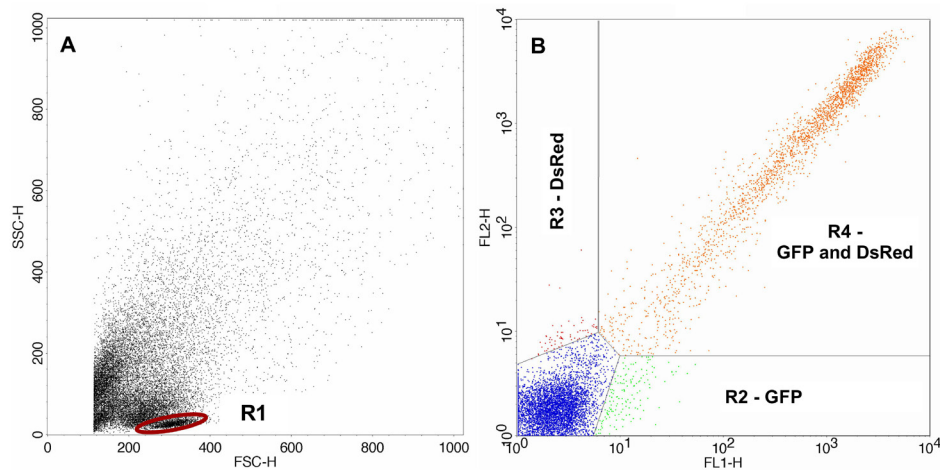 A
1000
800
600
400
200
0
SSC-H
0
200
400
600
800
1000
FSC-H
R1
B
10^4
10^3
10^2
10^1
10^0
FL2-H
R3 - DsRed
R4 -
GFP and DsRed
R2 - GFP
10^0
10^1
10^2
10^3
10^4
FL1-H